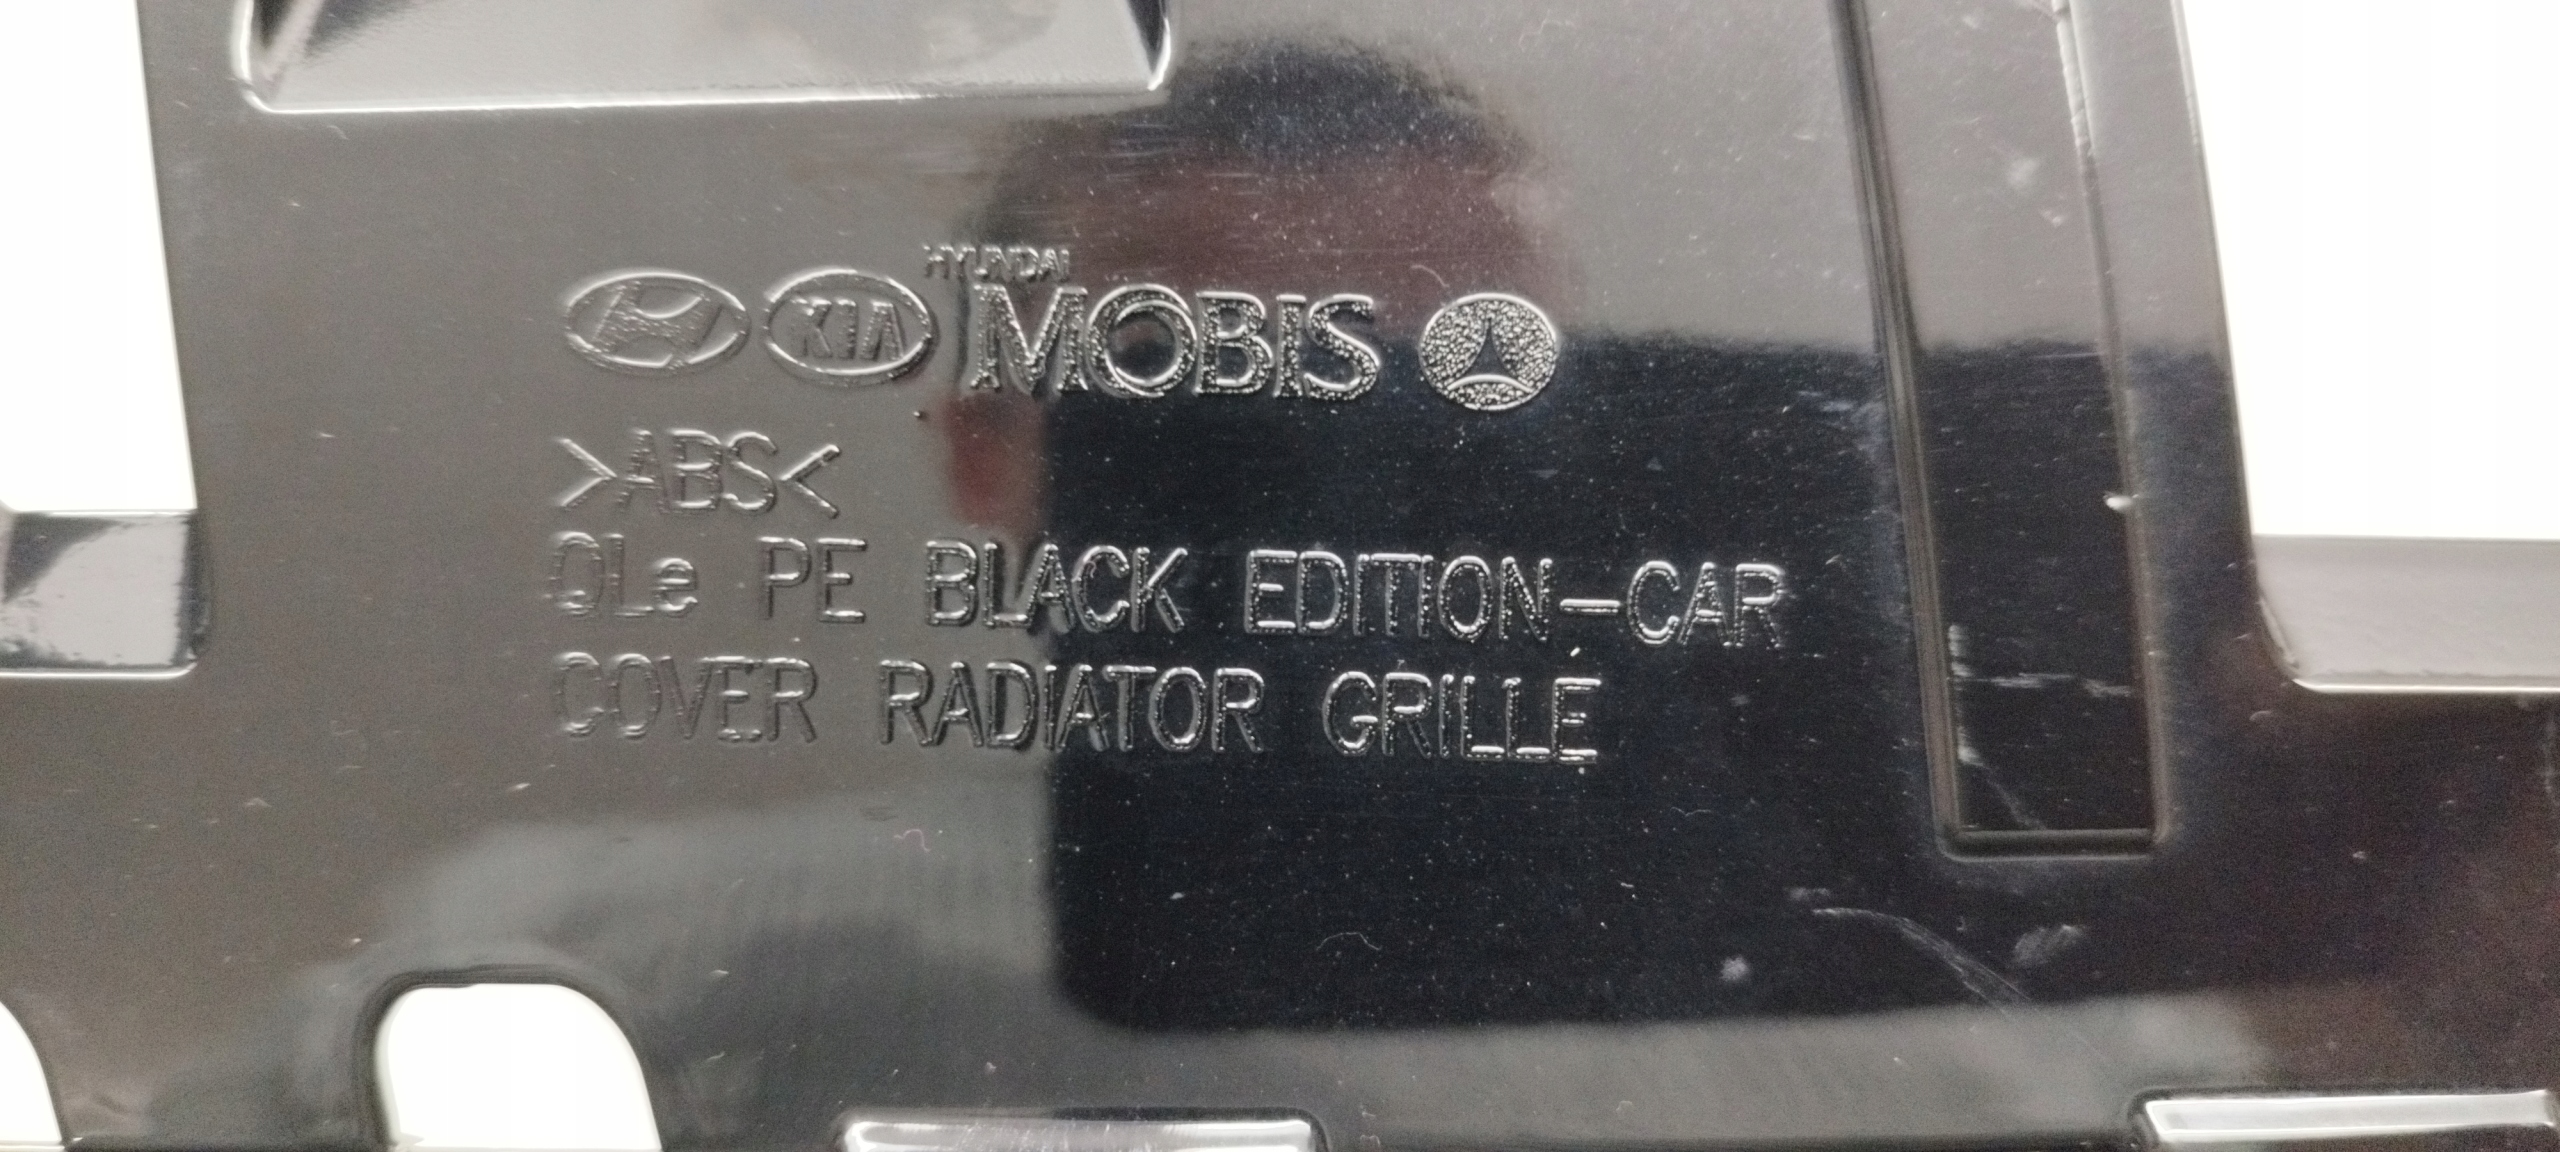 KIA HYUNDAI MOBIS
>ABS<
QLe PE BLACK EDITION-CAR
COVER RADIATOR GRILLE